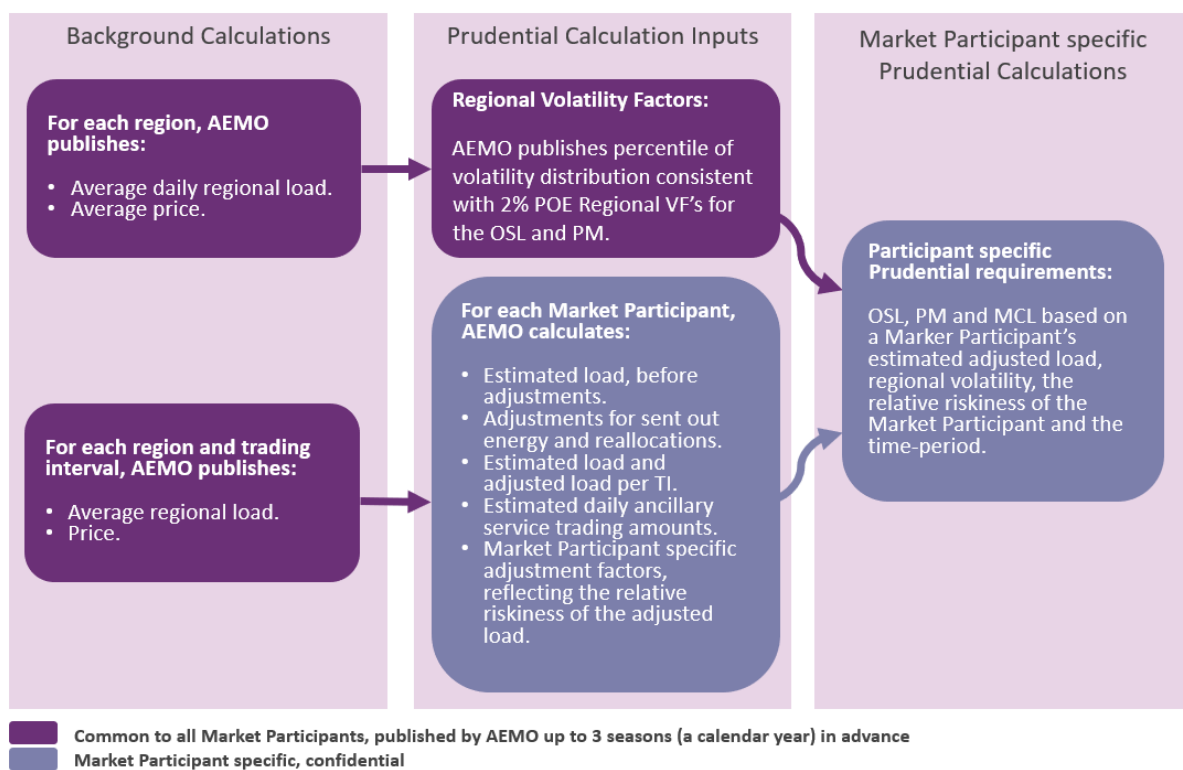 Background Calculations
For each region, AEMO
publishes:
• Average daily regional load.
• Average price.
For each region and trading
interval, AEMO publishes:
• Average regional load.
• Price.
Prudential Calculation Inputs
Regional Volatility Factors:
AEMO publishes percentile of
volatility distribution consistent
with 2% POE Regional VF’s for
the OSL and PM.
For each Market Participant,
AEMO calculates:
• Estimated load, before
adjustments.
• Adjustments for sent out
energy and reallocations.
• Estimated load and
adjusted load per TI.
• Estimated daily ancillary
service trading amounts.
• Market Participant specific
adjustment factors,
reflecting the relative
riskiness of the adjusted
load.
Market Participant specific
Prudential Calculations
Participant specific
Prudential requirements:
OSL, PM and MCL based on
a Marker Participant’s
estimated adjusted load,
regional volatility, the
relative riskiness of the
Market Participant and the
time-period.
Common to all Market Participants, published by AEMO up to 3 seasons (a calendar year) in advance
Market Participant specific, confidential